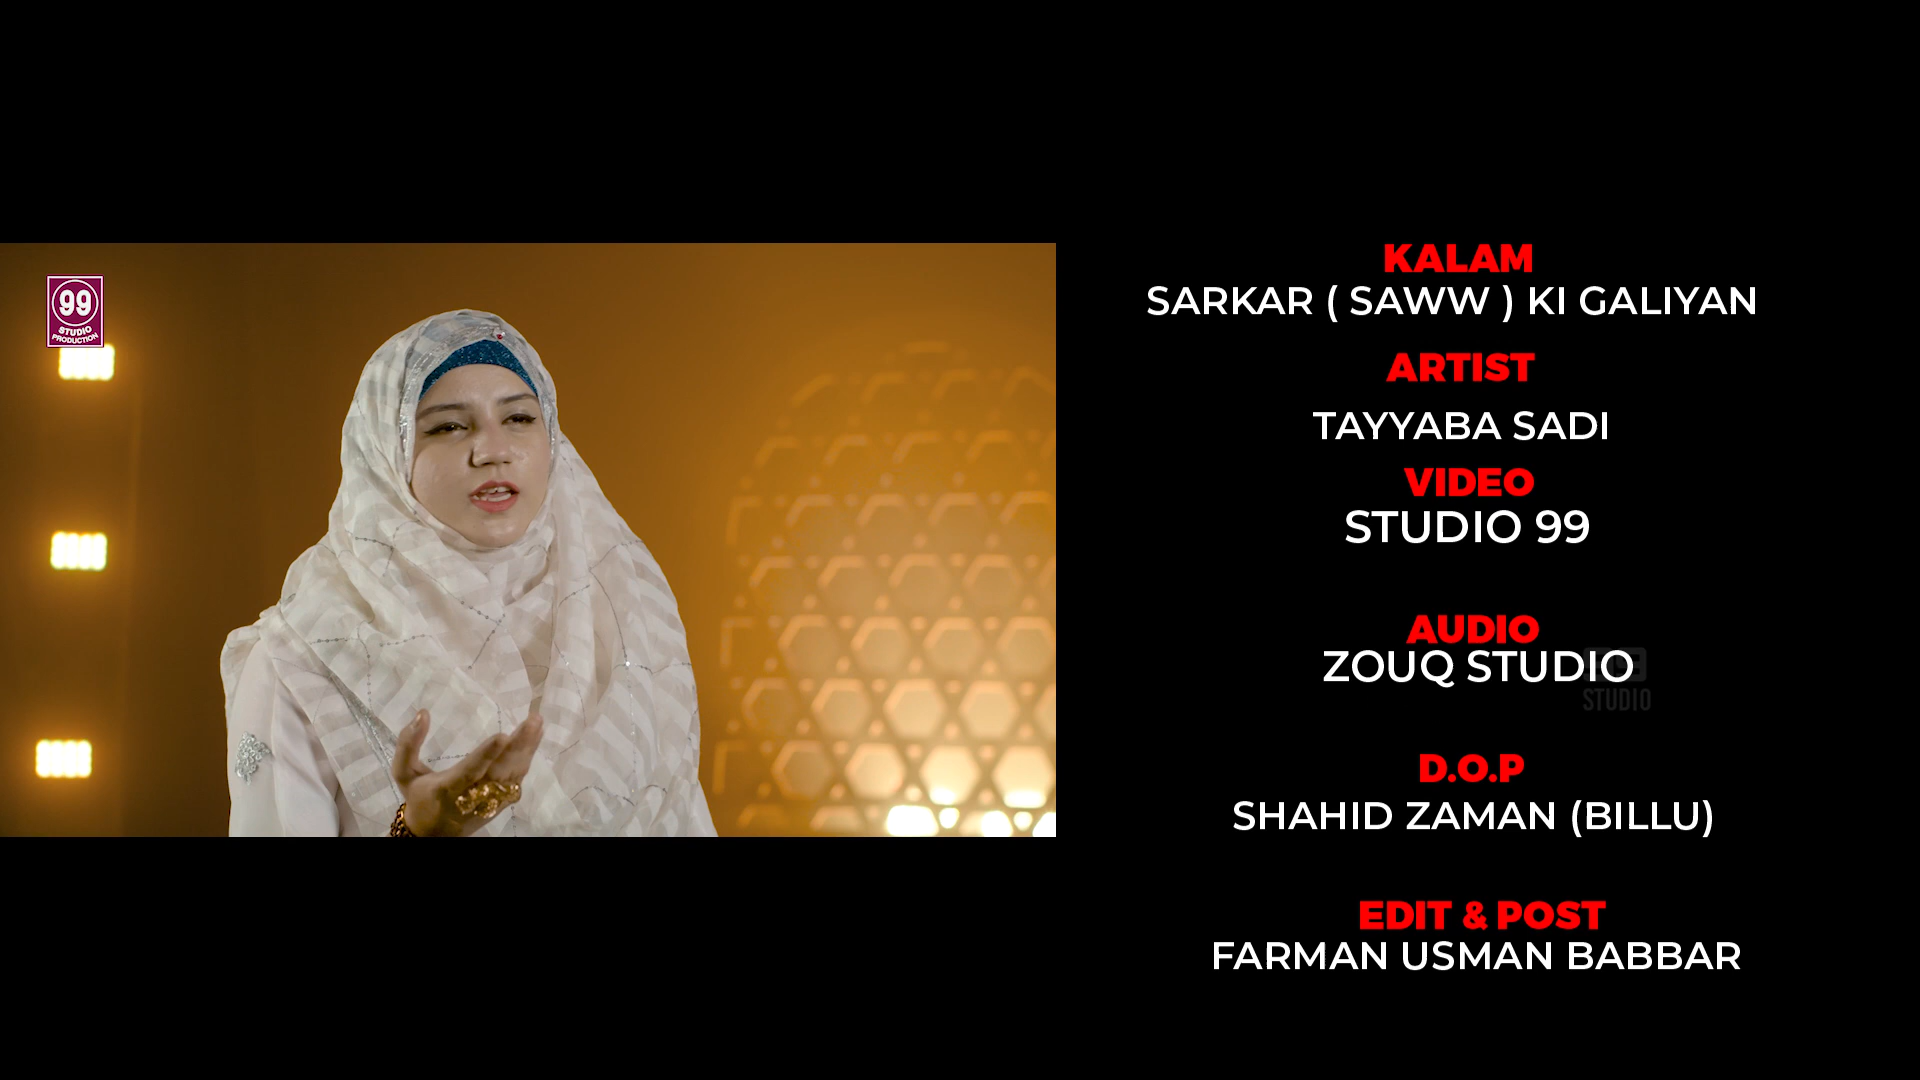 99
STUDIO
PRODUCTION
KALAM
SARKAR ( SAWW ) KI GALIYAN
ARTIST
TAYYABA SADI
VIDEO
STUDIO 99
AUDIO
ZOUQ STUDIO
STUDIO
D.O.P
SHAHID ZAMAN (BILLU)
EDIT & POST
FARMAN USMAN BABBAR